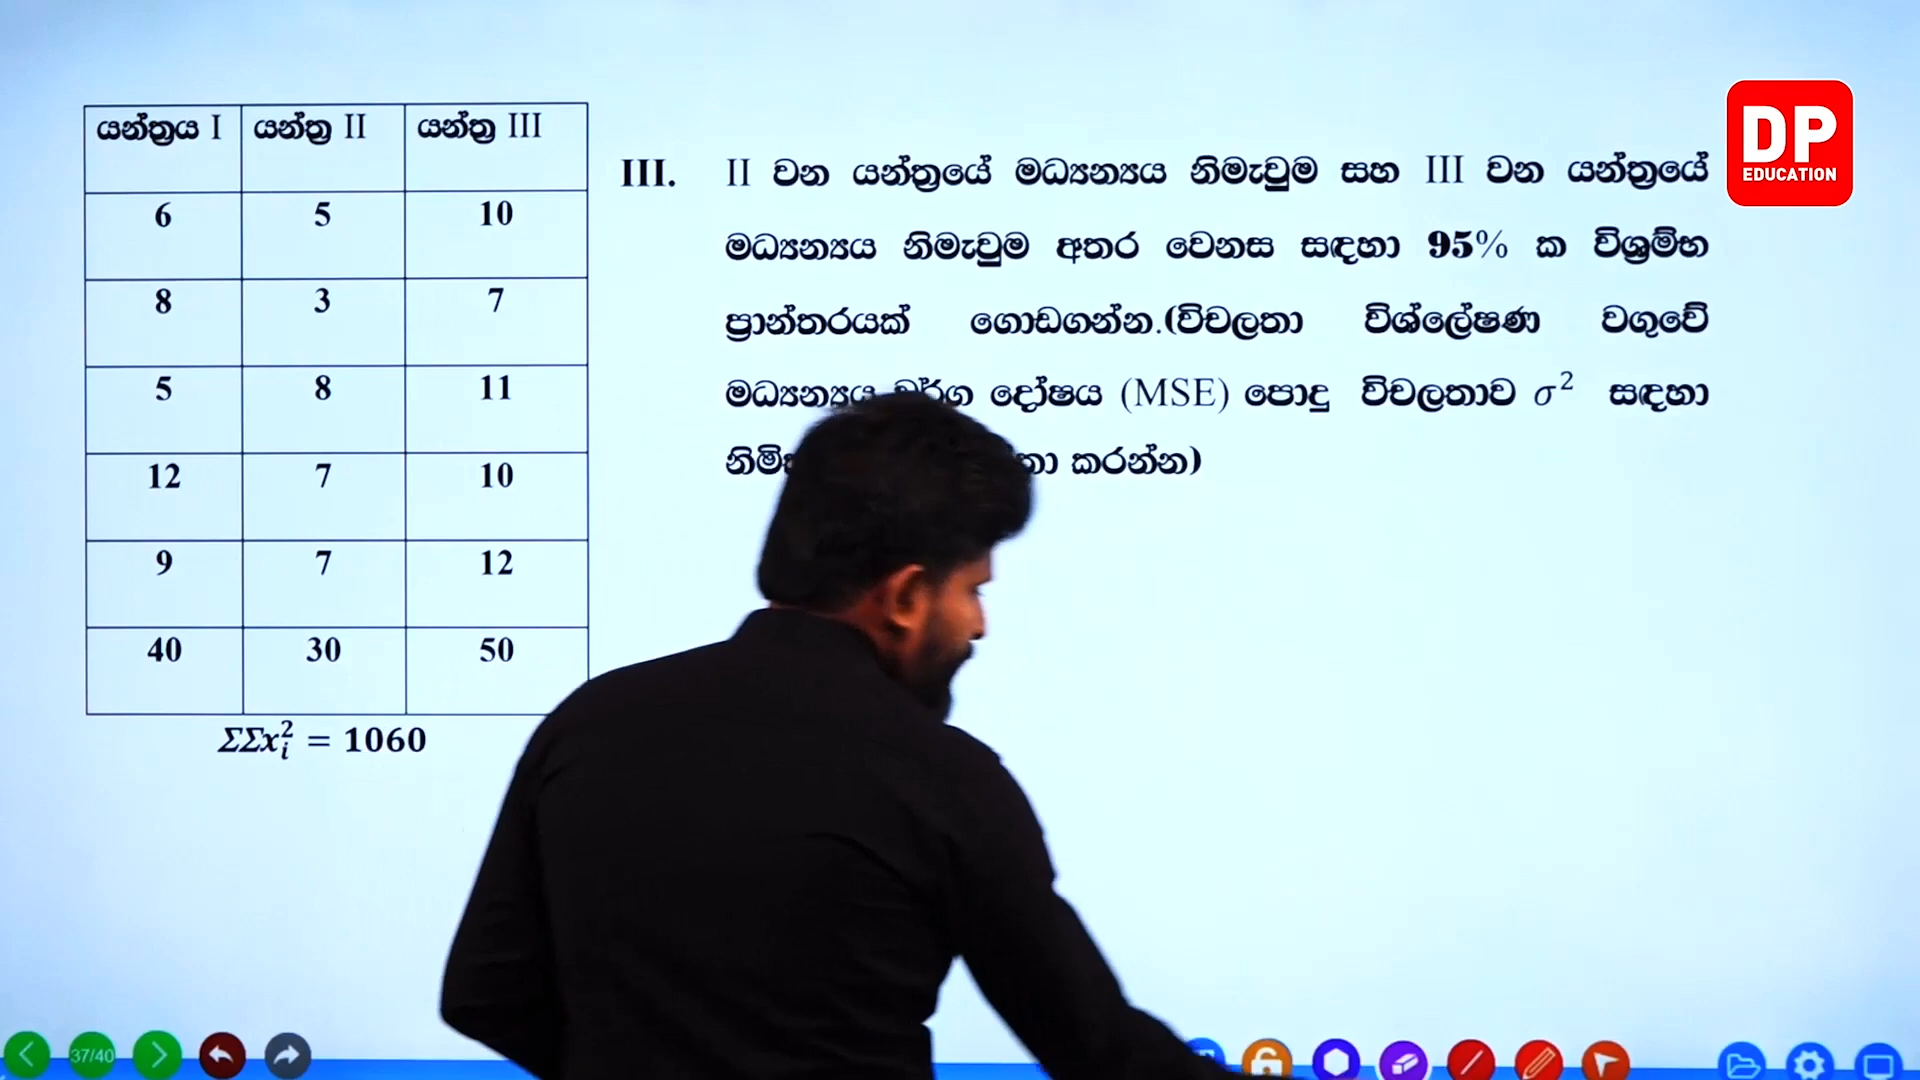 DP
EDUCATION
යන්ත්‍රය I යන්ත්‍ර II යන්ත්‍ර III
6 5 10
8 3 7
5 8 11
12 7 10
9 7 12
40 30 50
ΣΣx_i^2 = 1060
III. II වන යන්ත්‍රයේ මධ්‍යන්‍යය නිමැවුම සහ III වන යන්ත්‍රයේ
මධ්‍යන්‍යය නිමැවුම අතර වෙනස සඳහා 95% ක විශ්‍රම්භ
ප්‍රාන්තරයක් ගොඩගන්න.(විචලතා විශ්ලේෂණ වගුවේ
මධ්‍යන්‍යය වර්ග දෝෂය (MSE) පොදු විචලතාව σ² සඳහා
කරන්න)
37/40